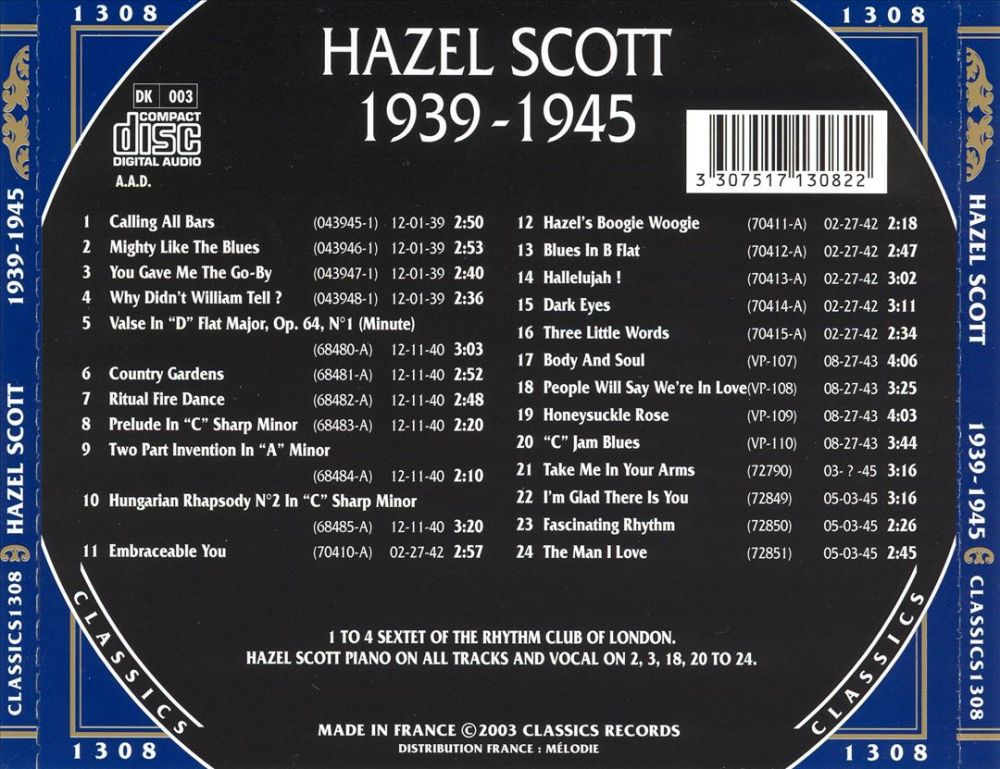 1308
1308
HAZEL SCOTT
1939-1945
DK 003
COMPACT
disc
DIGITAL AUDIO
A.A.D.
3 307517 130822
1 Calling All Bars (043945-1) 12-01-39 2:50
2 Mighty Like The Blues (043946-1) 12-01-39 2:53
3 You Gave Me The Go-By (043947-1) 12-01-39 2:40
4 Why Didn't William Tell ? (043948-1) 12-01-39 2:36
5 Valse In "D" Flat Major, Op. 64, N°1 (Minute)
(68480-A) 12-11-40 3:03
6 Country Gardens (68481-A) 12-11-40 2:52
7 Ritual Fire Dance (68482-A) 12-11-40 2:48
8 Prelude In "C" Sharp Minor (68483-A) 12-11-40 2:20
9 Two Part Invention In "A" Minor
(68484-A) 12-11-40 2:10
10 Hungarian Rhapsody N°2 In "C" Sharp Minor
(68485-A) 12-11-40 3:20
11 Embraceable You (70410-A) 02-27-42 2:57
12 Hazel's Boogie Woogie (70411-A) 02-27-42 2:18
13 Blues In B Flat (70412-A) 02-27-42 2:47
14 Hallelujah ! (70413-A) 02-27-42 3:02
15 Dark Eyes (70414-A) 02-27-42 3:11
16 Three Little Words (70415-A) 02-27-42 2:34
17 Body And Soul (VP-107) 08-27-43 4:06
18 People Will Say We're In Love(VP-108) 08-27-43 3:25
19 Honeysuckle Rose (VP-109) 08-27-43 4:03
20 "C" Jam Blues (VP-110) 08-27-43 3:44
21 Take Me In Your Arms (72790) 03- ? -45 3:16
22 I'm Glad There Is You (72849) 05-03-45 3:16
23 Fascinating Rhythm (72850) 05-03-45 2:26
24 The Man I Love (72851) 05-03-45 2:45
1 TO 4 SEXTET OF THE RHYTHM CLUB OF LONDON.
HAZEL SCOTT PIANO ON ALL TRACKS AND VOCAL ON 2, 3, 18, 20 TO 24.
MADE IN FRANCE ©2003 CLASSICS RECORDS
DISTRIBUTION FRANCE : MÉLODIE
CLASSICS
CLASSICS
1308
1308
CLASSICS1308 HAZEL SCOTT 1939-1945
HAZEL SCOTT 1939-1945 CLASSICS1308